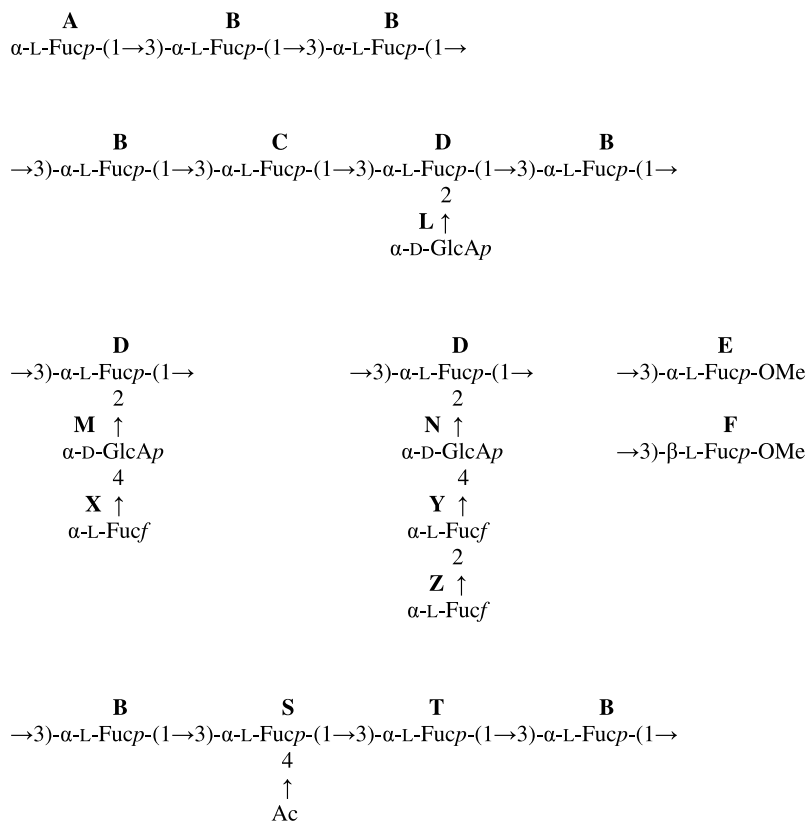 A B B
α-L-Fucp-(1→3)-α-L-Fucp-(1→3)-α-L-Fucp-(1→
B C D B
→3)-α-L-Fucp-(1→3)-α-L-Fucp-(1→3)-α-L-Fucp-(1→3)-α-L-Fucp-(1→
2
L ↑
α-D-GlcAp
D D E
→3)-α-L-Fucp-(1→ →3)-α-L-Fucp-(1→ →3)-α-L-Fucp-OMe
2 2
M ↑ N ↑ F
α-D-GlcAp α-D-GlcAp →3)-β-L-Fucp-OMe
4 4
X ↑ Y ↑
α-L-Fucf α-L-Fucf
2
Z ↑
α-L-Fucf
B S T B
→3)-α-L-Fucp-(1→3)-α-L-Fucp-(1→3)-α-L-Fucp-(1→3)-α-L-Fucp-(1→
4
↑
Ac